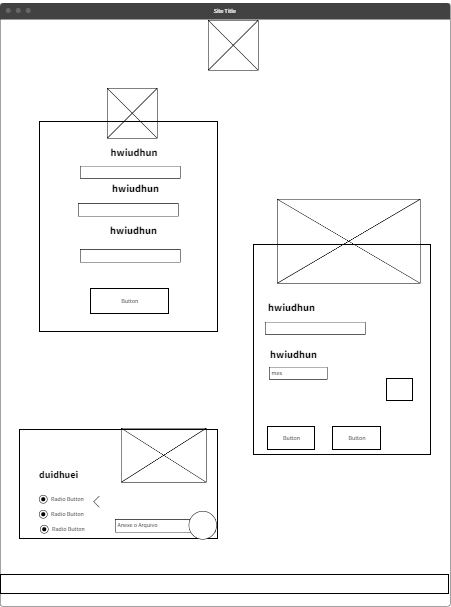 Site Title
hwiudhun
hwiudhun
hwiudhun
Button
hwiudhun
hwiudhun
mes
Button Button
duidhuei
Radio Button
Radio Button
Radio Button
Anexe o Arquivo